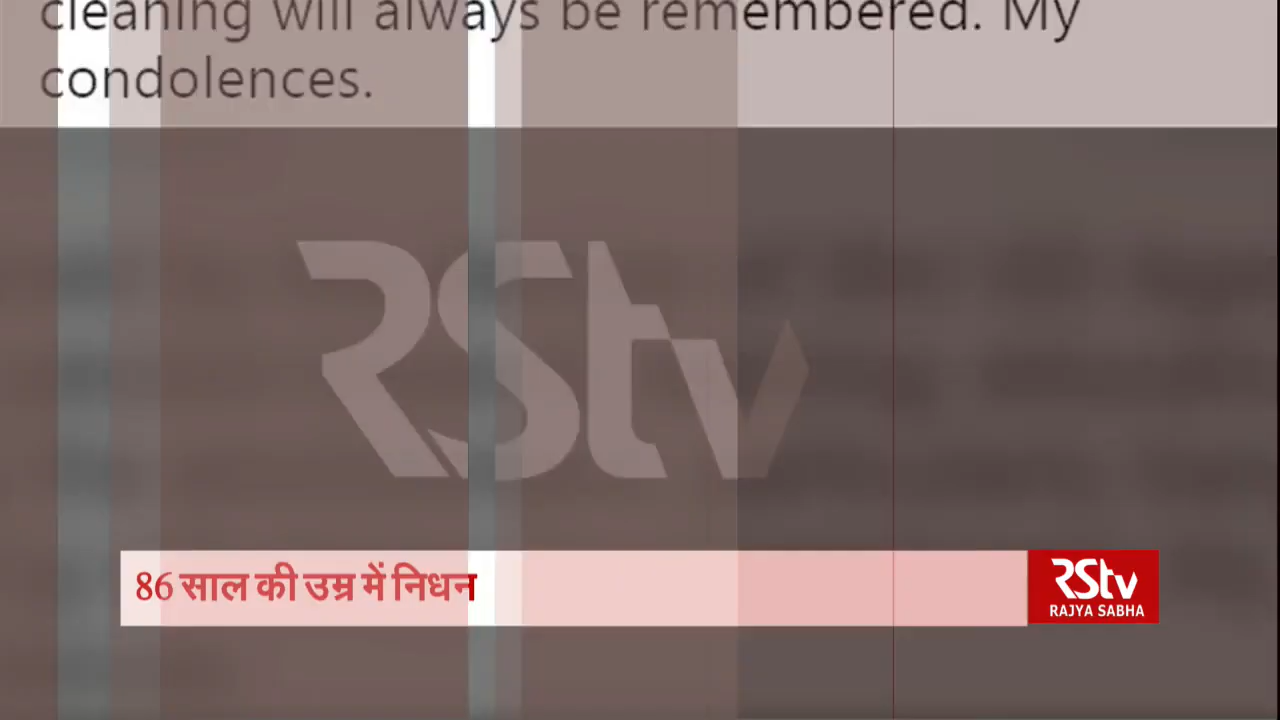 cleaning will always be remembered. My
condolences.
RStv
86 साल की उम्र में निधन
RStv
RAJYA SABHA